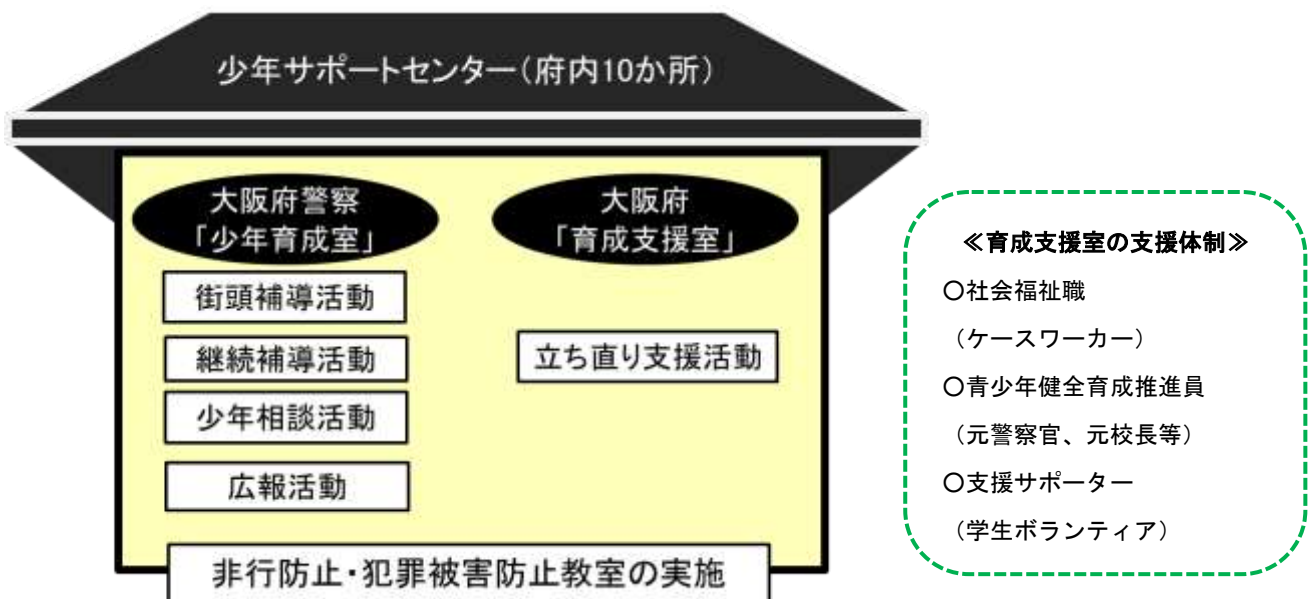 少年サポートセンター(府内10か所)
大阪府警察
「少年育成室」
街頭補導活動
継続補導活動
少年相談活動
広報活動
大阪府
「育成支援室」
立ち直り支援活動
非行防止・犯罪被害防止教室の実施
≪育成支援室の支援体制≫
〇社会福祉職
(ケースワーカー)
〇青少年健全育成推進員
(元警察官、元校長等)
〇支援サポーター
(学生ボランティア)